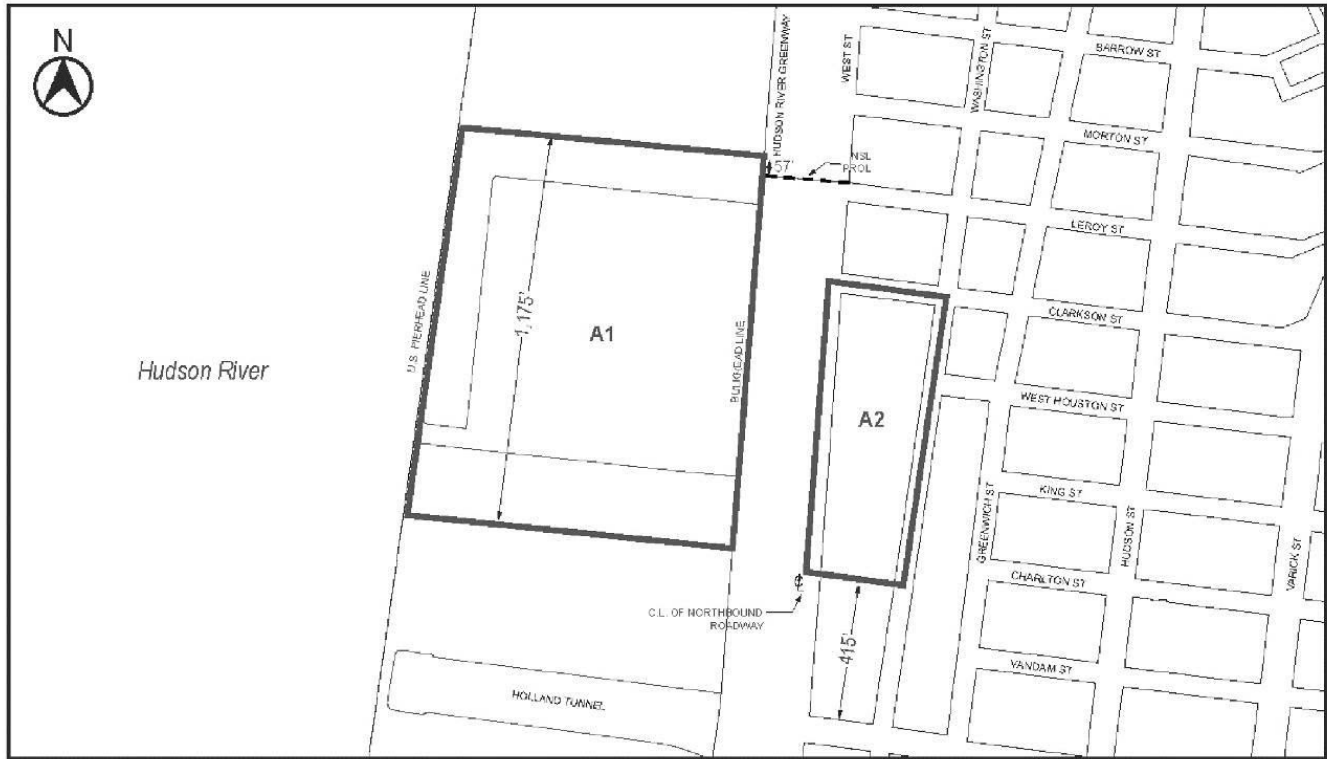 N
HUDSON RIVER GREENWAY
WEST ST
WASHINGTON ST
BARROW ST
MORTON ST
57'
NSL
PROL
LEROY ST
U.S. PIERHEAD LINE
1,175'
A1
BULKHEAD LINE
CLARKSON ST
Hudson River
A2
WEST HOUSTON ST
KING ST
GREENWICH ST
HUDSON ST
VARICK ST
CHARLTON ST
C.L. OF NORTHBOUND
ROADWAY
415'
VANDAM ST
HOLLAND TUNNEL